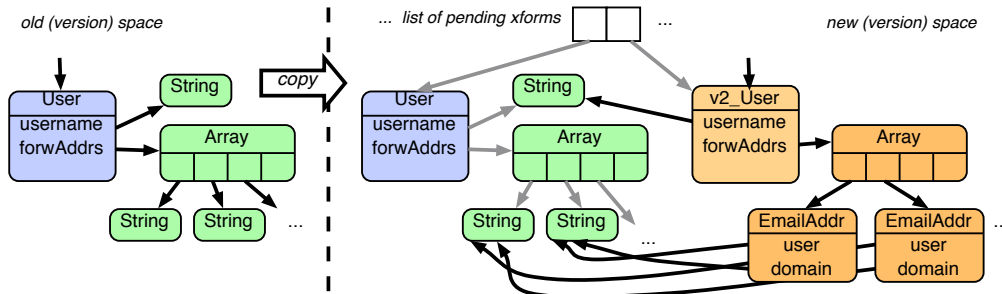 old (version) space
... list of pending xforms
...
new (version) space
copy
User
username
forwAddrs
String
Array
String
String
...
User
username
forwAddrs
String
Array
String
String
...
v2_User
username
forwAddrs
Array
EmailAddr
user
domain
EmailAddr
user
domain
...